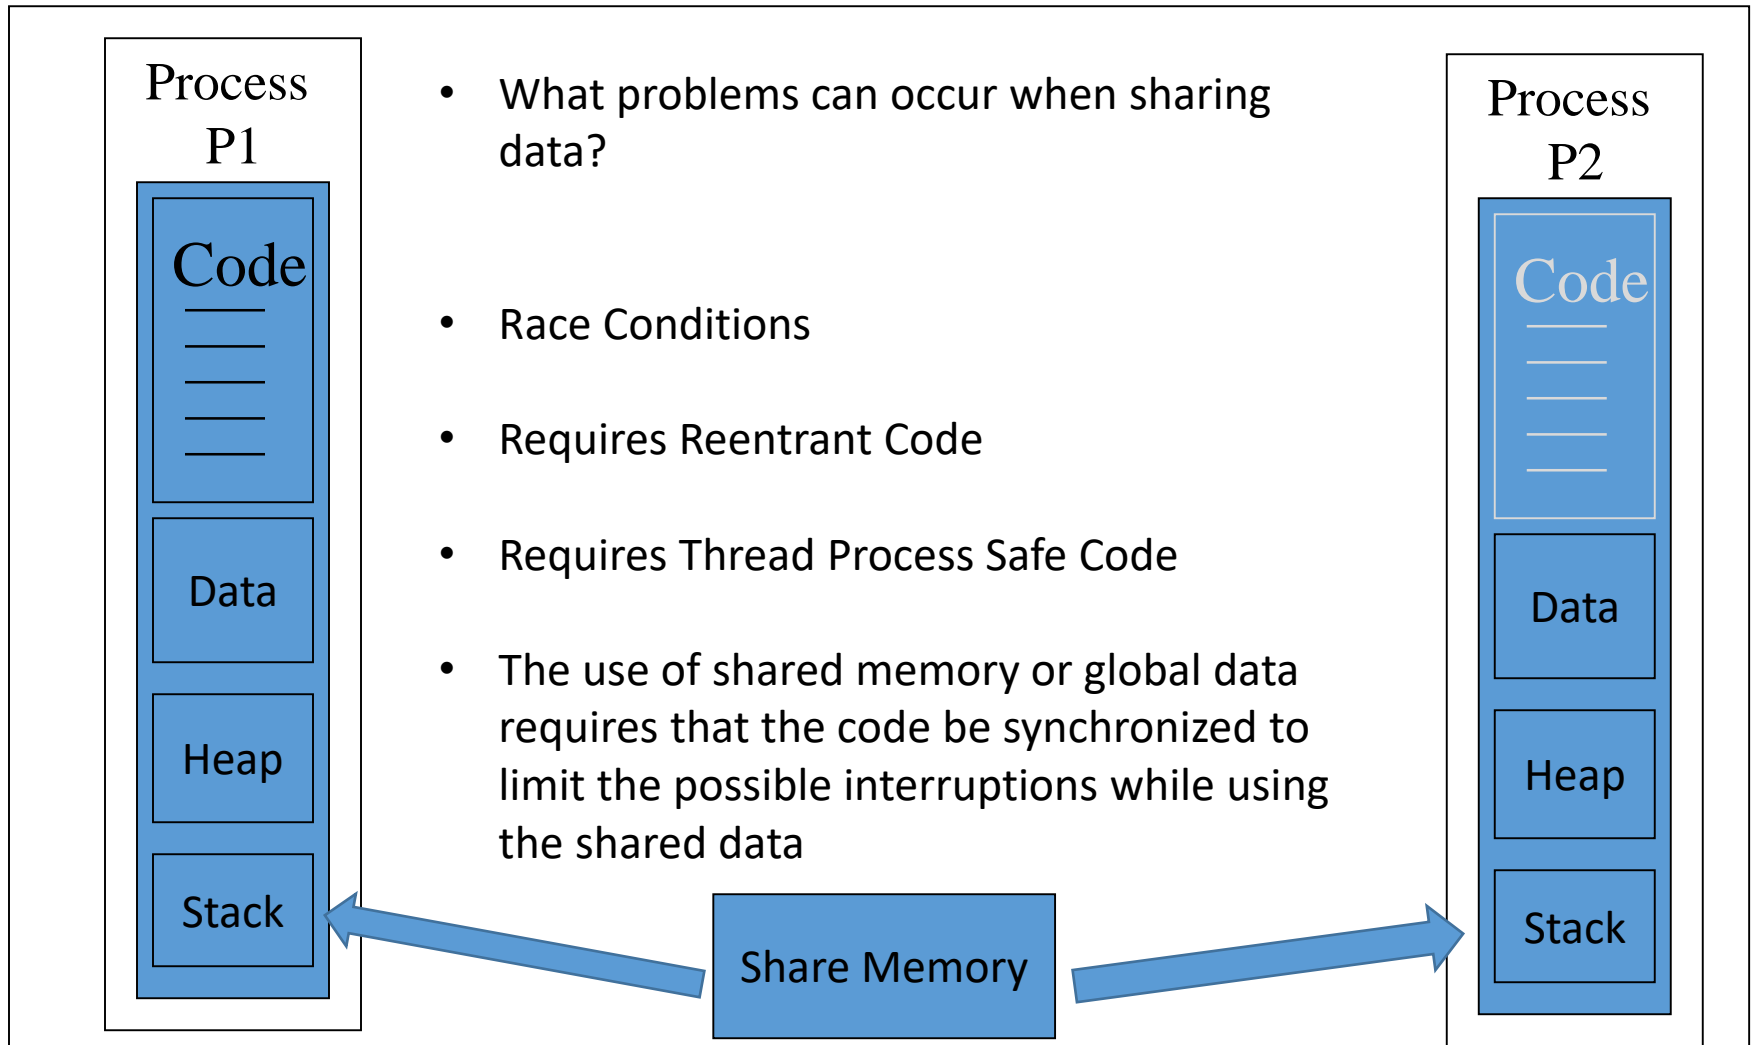 Process
P1
Code
Data
Heap
Stack
• What problems can occur when sharing
data?
• Race Conditions
• Requires Reentrant Code
• Requires Thread Process Safe Code
• The use of shared memory or global data
requires that the code be synchronized to
limit the possible interruptions while using
the shared data
Share Memory
Process
P2
Code
Data
Heap
Stack